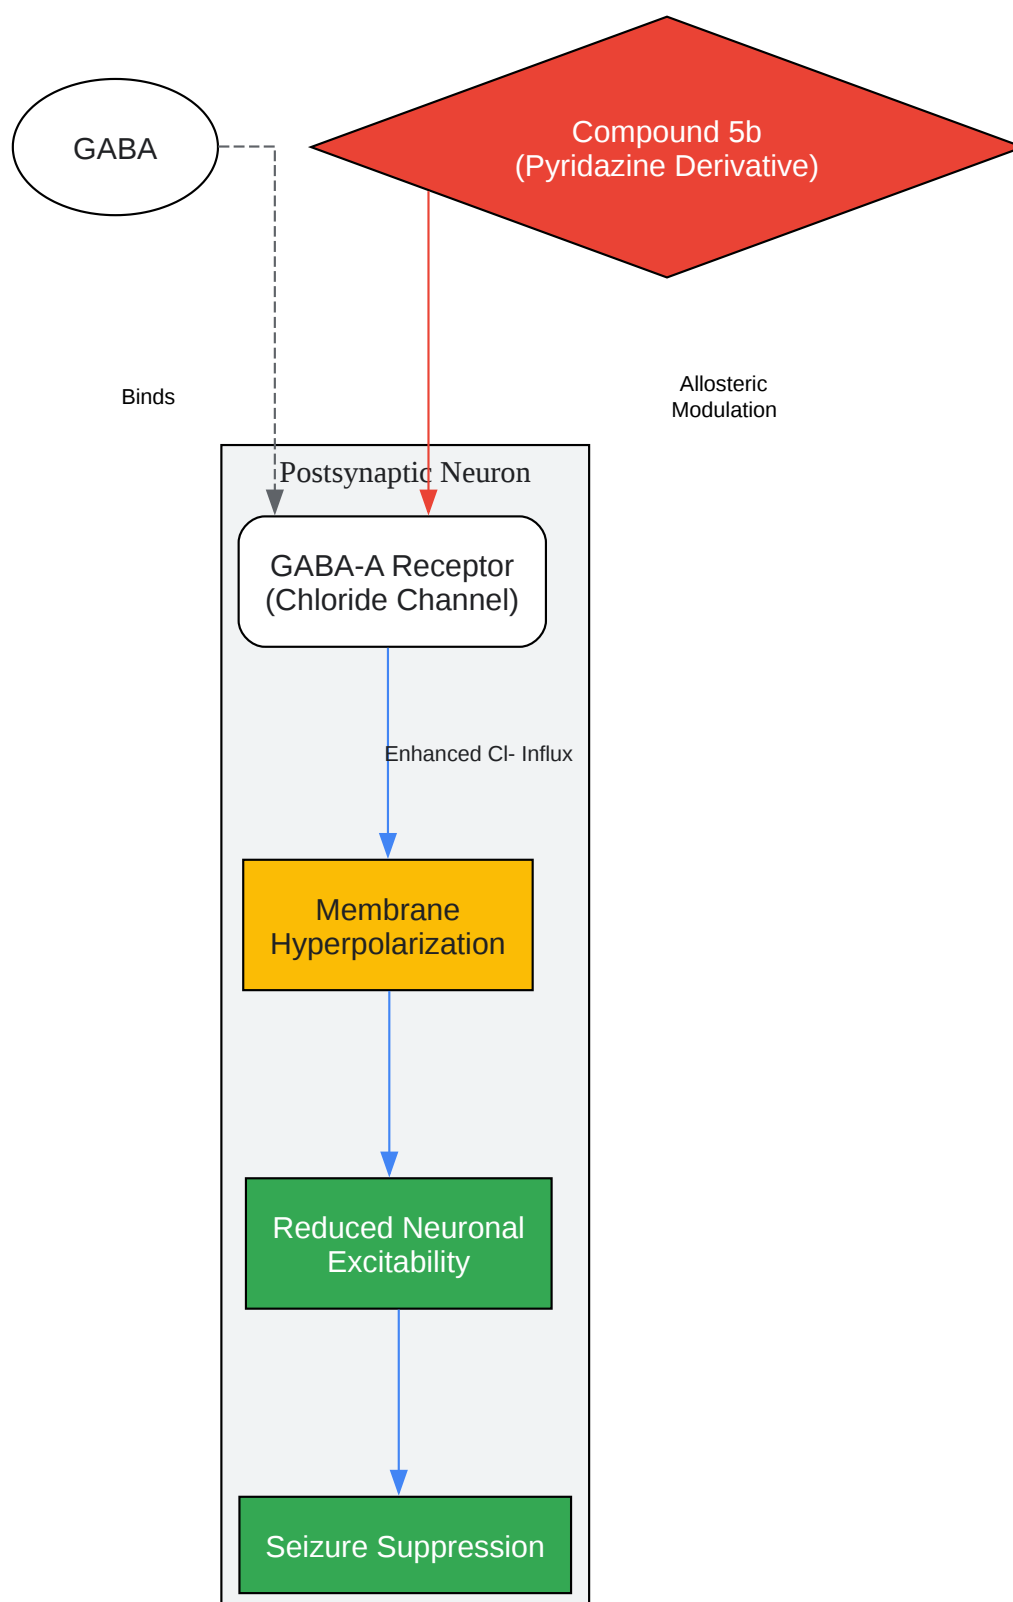 GABA
Compound 5b
(Pyridazine Derivative)
Binds
Allosteric
Modulation
Postsynaptic Neuron
GABA-A Receptor
(Chloride Channel)
Enhanced Cl- Influx
Membrane
Hyperpolarization
Reduced Neuronal
Excitability
Seizure Suppression